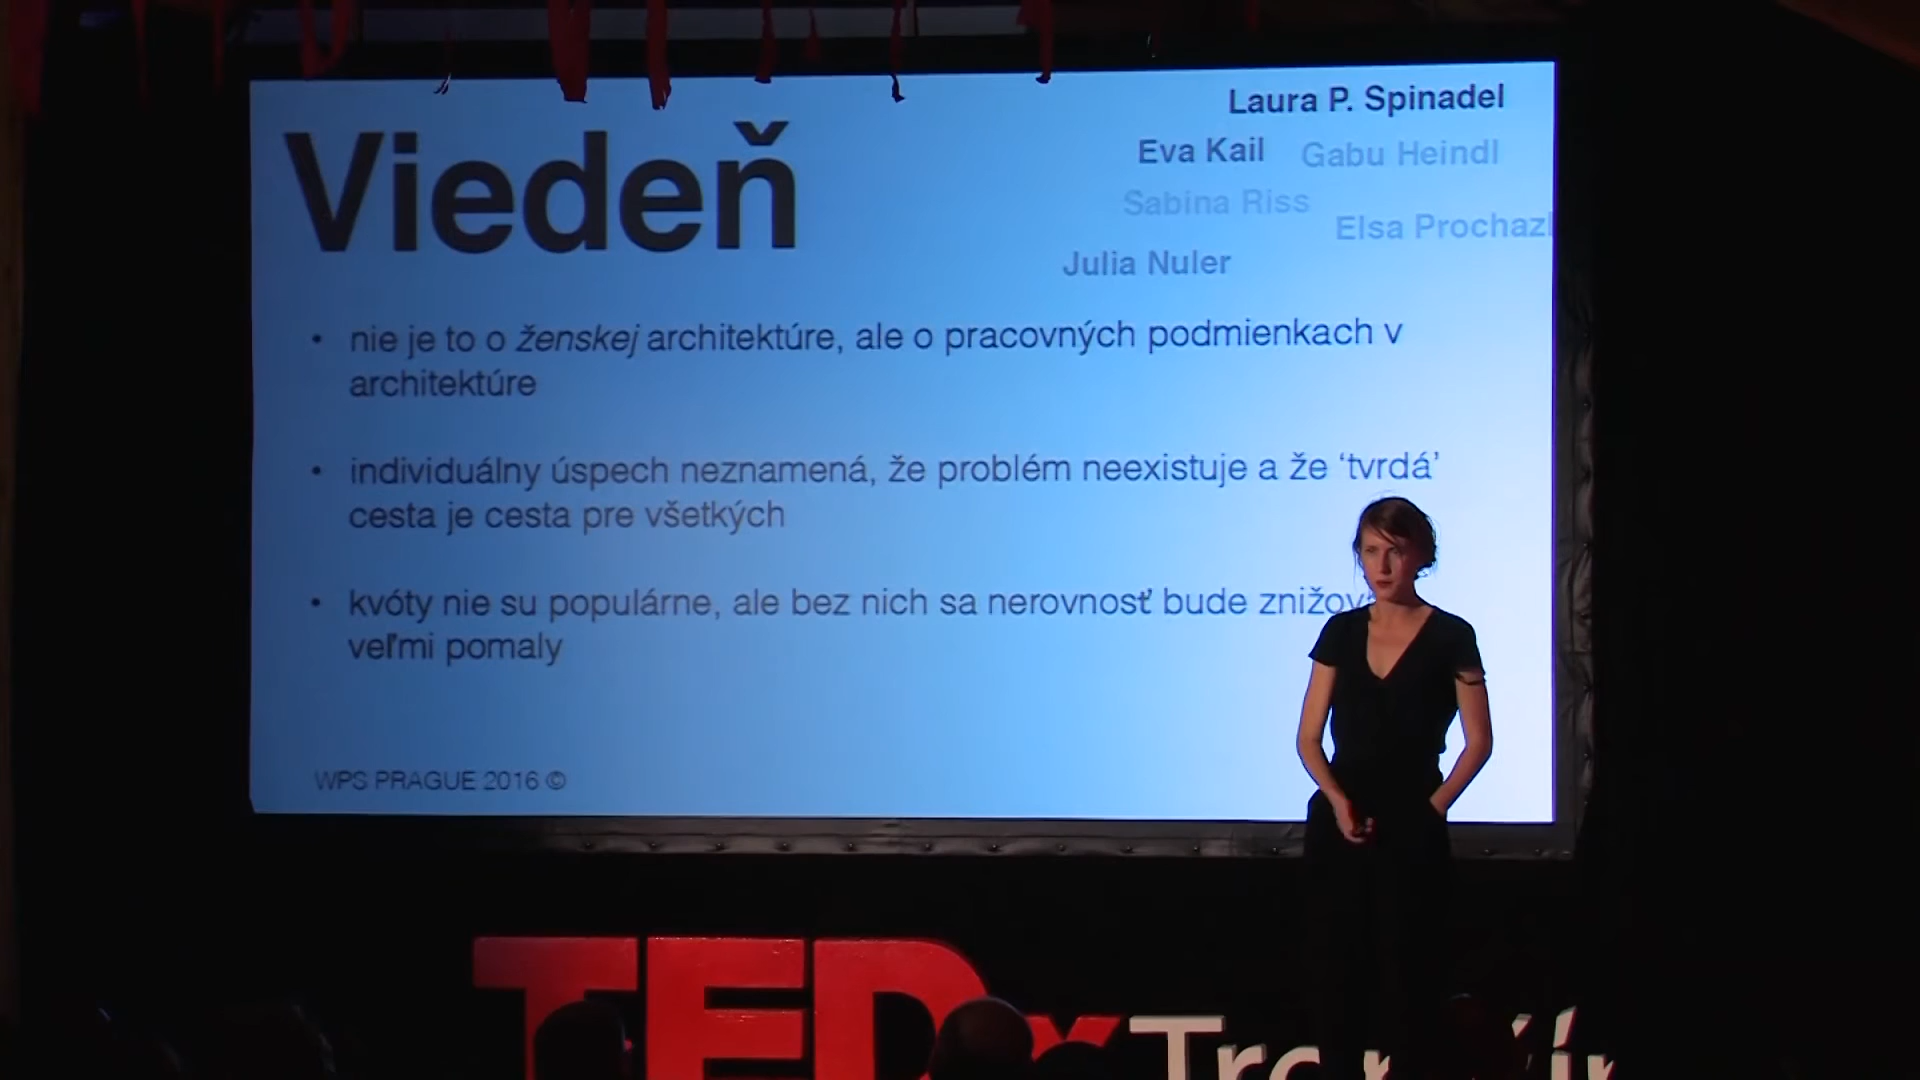 Viedeň
Laura P. Spinadel
Eva Kail Gabu Heindl
Sabina Riss
Elsa
Julia Nuler
• nie je to o ženskej architektúre, ale o pracovných podmienkach v
architektúre
• individuálny úspech neznamená, že problém neexistuje a že ‘tvrdá’
cesta je cesta pre všetkých
• kvóty nie su populárne, ale bez nich sa nerovnosť bude
veľmi pomaly
WPS PRAGUE 2016 ©
TEDx